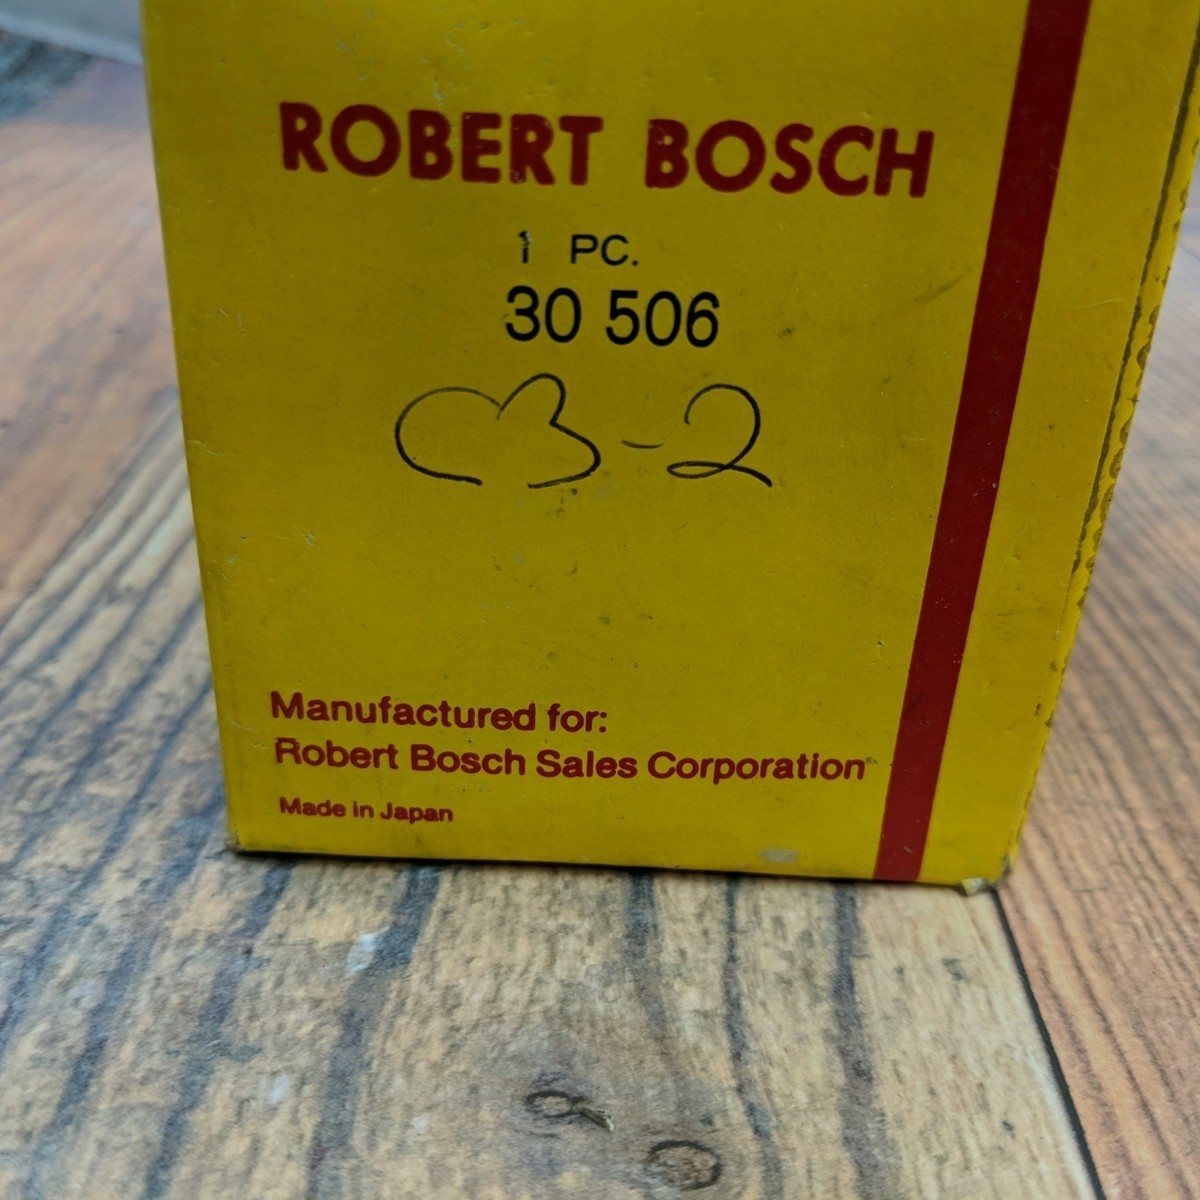 ROBERT BOSCH
1 PC.
30 506
C3-2
Manufactured for:
Robert Bosch Sales Corporation
Made in Japan